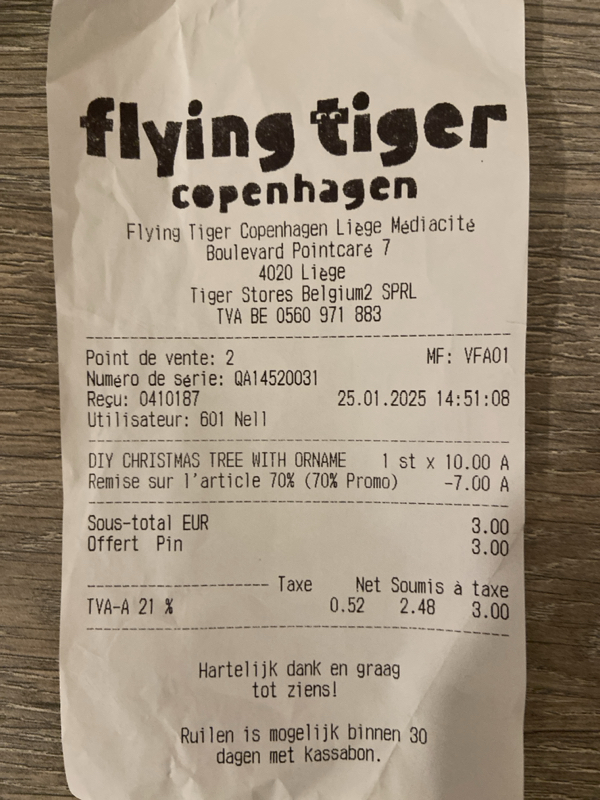 flying tiger
copenhagen
Flying Tiger Copenhagen Liège Médiacité
Boulevard Pointcaré 7
4020 Liège
Tiger Stores Belgium2 SPRL
TVA BE 0560 971 883
Point de vente: 2 MF: VFA01
Numéro de série: QA14520031
Reçu: 0410187 25.01.2025 14:51:08
Utilisateur: 601 Nell
DIY CHRISTMAS TREE WITH ORNAME 1 st x 10.00 A
Remise sur l'article 70% (70% Promo) -7.00 A
Sous-total EUR 3.00
Offert Pin 3.00
Taxe Net Soumis à taxe
TVA-A 21 % 0.52 2.48 3.00
Hartelijk dank en graag
tot ziens!
Ruilen is mogelijk binnen 30
dagen met kassabon.